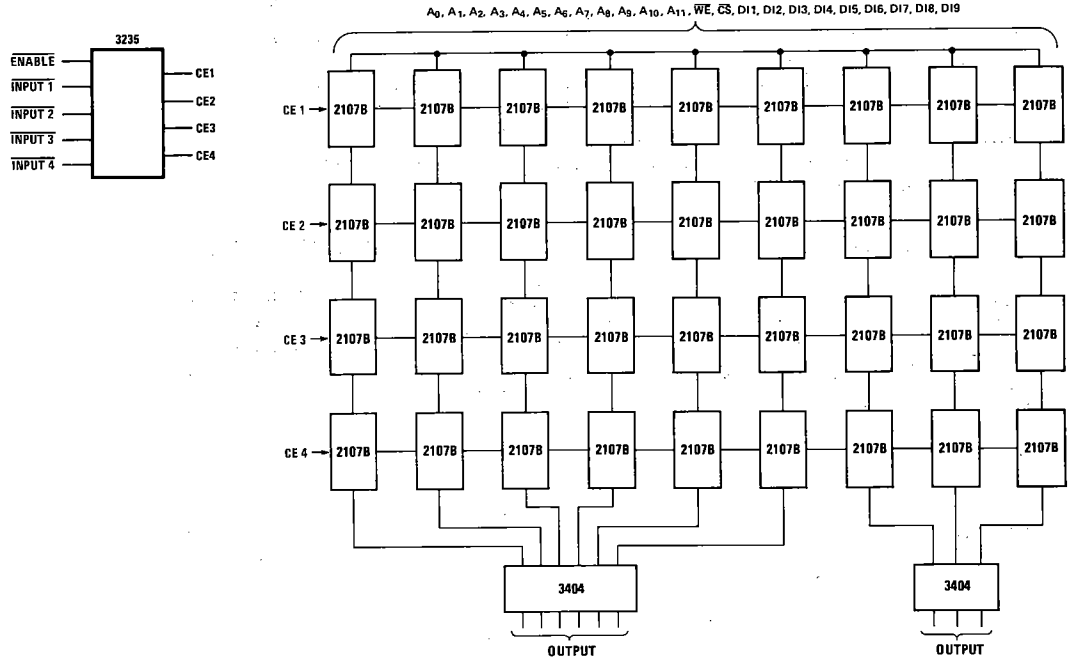 A0, A1, A2, A3, A4, A5, A6, A7, A8, A9, A10, A11, WE, CS, DI1, DI2, DI3, DI4, DI5, DI6, DI7, DI8, DI9
3235
ENABLE
INPUT 1
INPUT 2
INPUT 3
INPUT 4
CE1
CE2
CE3
CE4
CE 1 2107B 2107B 2107B 2107B 2107B 2107B 2107B 2107B 2107B
CE 2 2107B 2107B 2107B 2107B 2107B 2107B 2107B 2107B 2107B
CE 3 2107B 2107B 2107B 2107B 2107B 2107B 2107B 2107B 2107B
CE 4 2107B 2107B 2107B 2107B 2107B 2107B 2107B 2107B 2107B
3404 3404
OUTPUT OUTPUT